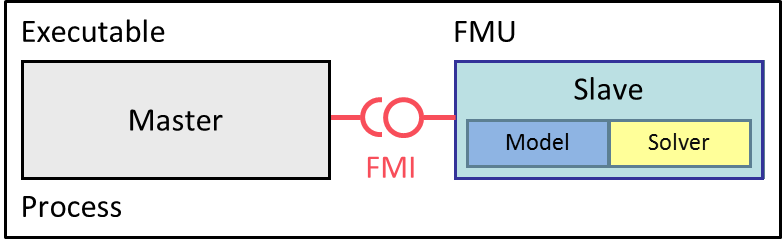 Executable
FMU
Master
Slave
Model
Solver
FMI
Process